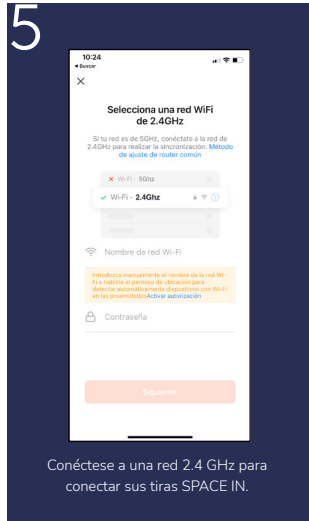 5
10:24
◂ Buscar
×
Selecciona una red WiFi
de 2.4GHz
Si tu red es de 5GHz, conéctate a la red de
2.4GHz para realizar la sincronización. Método
de ajuste de router común
× Wi-Fi - 5Ghz
✓ Wi-Fi - 2.4Ghz
Nombre de red Wi-Fi
Introduzca manualmente el nombre de la red Wi-
Fi o habilite el permiso de ubicación para
detectar automáticamente dispositivos con Wi-Fi
en las proximidadesActivar autorización
Contraseña
Siguiente
Conéctese a una red 2.4 GHz para
conectar sus tiras SPACE IN.